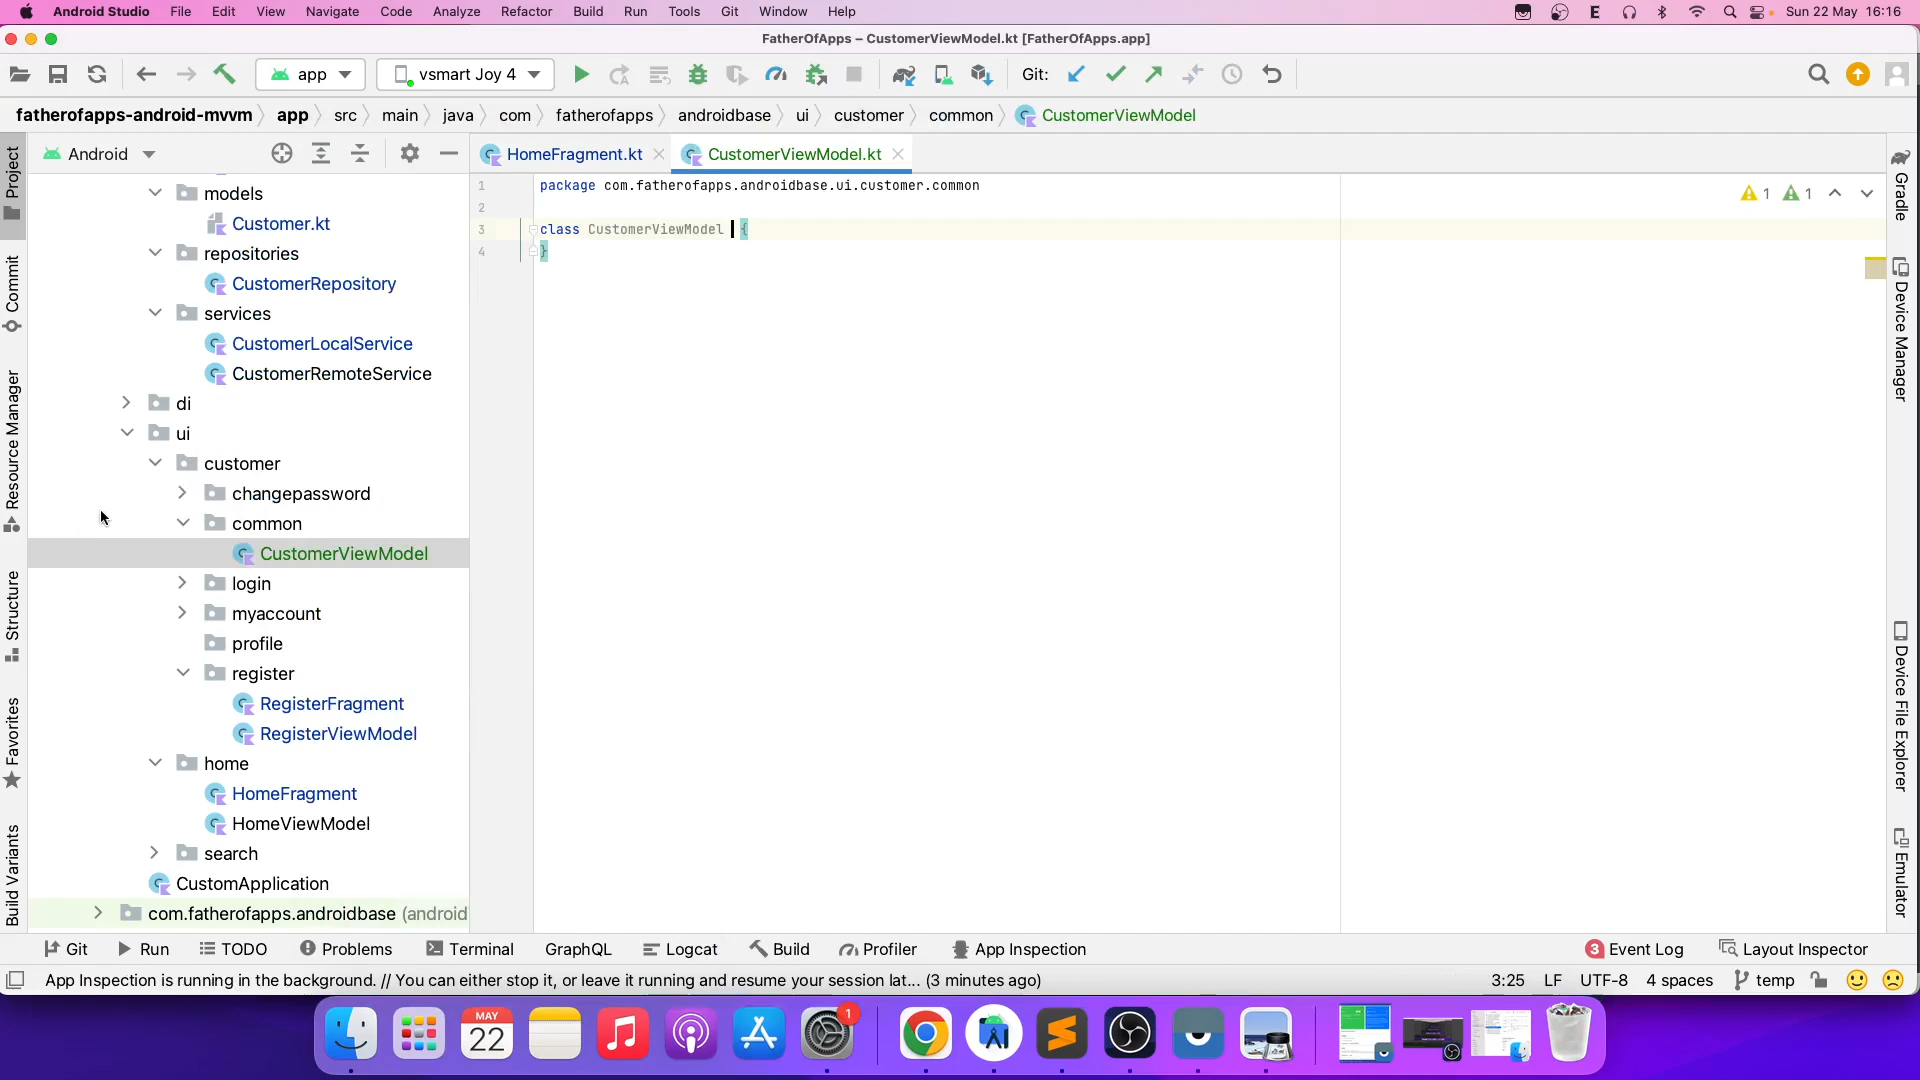 Android Studio File Edit View Navigate Code Analyze Refactor Build Run Tools Git Window Help E Sun 22 May 16:16
FatherOfApps – CustomerViewModel.kt [FatherOfApps.app]
app vsmart Joy 4 Git:
fatherofapps-android-mvvm app src main java com fatherofapps androidbase ui customer common CustomerViewModel
Android HomeFragment.kt CustomerViewModel.kt
1 package com.fatherofapps.androidbase.ui.customer.common 1 1
2
3 class CustomerViewModel {
4 }
models
Customer.kt
repositories
CustomerRepository
services
CustomerLocalService
CustomerRemoteService
di
ui
customer
changepassword
common
CustomerViewModel
login
myaccount
profile
register
RegisterFragment
RegisterViewModel
home
HomeFragment
HomeViewModel
search
CustomApplication
com.fatherofapps.androidbase (android
Project
Commit
Resource Manager
Structure
Favorites
Build Variants
Gradle
Device Manager
Device File Explorer
Emulator
Git Run TODO Problems Terminal GraphQL Logcat Build Profiler App Inspection 3 Event Log Layout Inspector
App Inspection is running in the background. // You can either stop it, or leave it running and resume your session lat... (3 minutes ago) 3:25 LF UTF-8 4 spaces temp
MAY
22
1